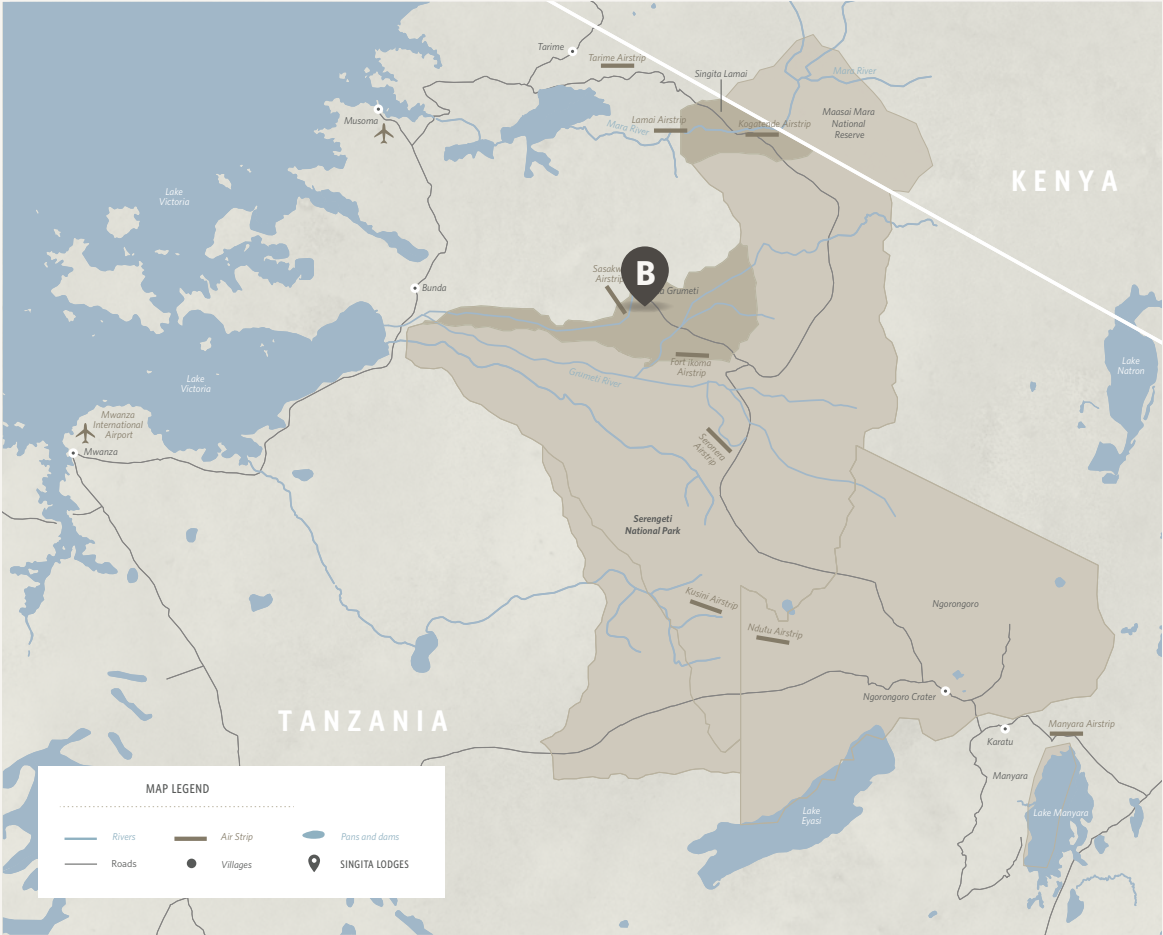 Tarime
Tarime Airstrip
Singita Lamai
Mara River
Musoma
Mara River
Lamai Airstrip
Kogatende Airstrip
Maasai Mara
National
Reserve
KENYA
Lake
Victoria
Bunda
Airstrip
B
Grumeti
Lake
Natron
Lake
Victoria
Fort Ikoma
Airstrip
Grumeti River
Mwanza
International
Airport
Mwanza
Seronera
Airstrip
Serengeti
National Park
Kusini Airstrip
Ndutu Airstrip
Ngorongoro
Ngorongoro Crater
TANZANIA
Karatu
Manyara Airstrip
Manyara
Lake
Eyasi
Lake Manyara
MAP LEGEND
Rivers
Air Strip
Pans and dams
Roads
Villages
SINGITA LODGES